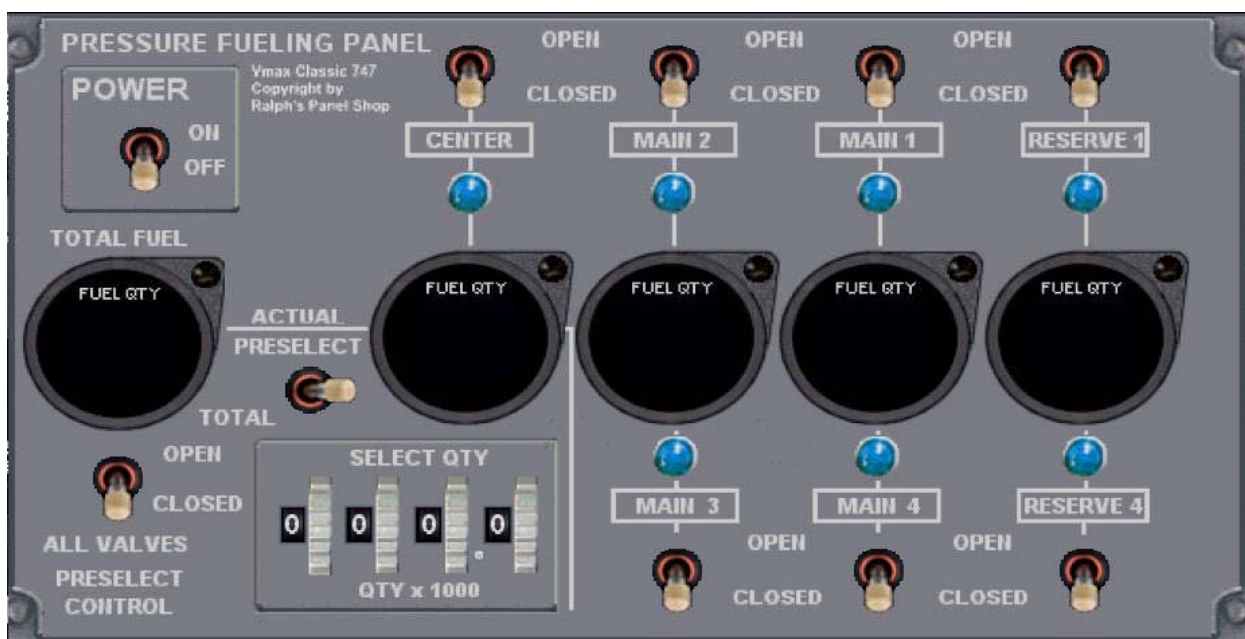 PRESSURE FUELING PANEL
Vmax Classic 747
Copyright by
Ralph's Panel Shop
POWER
ON
OFF
OPEN
CLOSED
OPEN
CLOSED
OPEN
CLOSED
CENTER
MAIN 2
MAIN 1
RESERVE 1
TOTAL FUEL
FUEL QTY
FUEL QTY
FUEL QTY
FUEL QTY
FUEL QTY
ACTUAL
PRESELECT
TOTAL
OPEN
CLOSED
ALL VALVES
PRESELECT
CONTROL
SELECT QTY
0 0 0 . 0
QTY x 1000
MAIN 3
MAIN 4
RESERVE 4
OPEN
CLOSED
OPEN
CLOSED